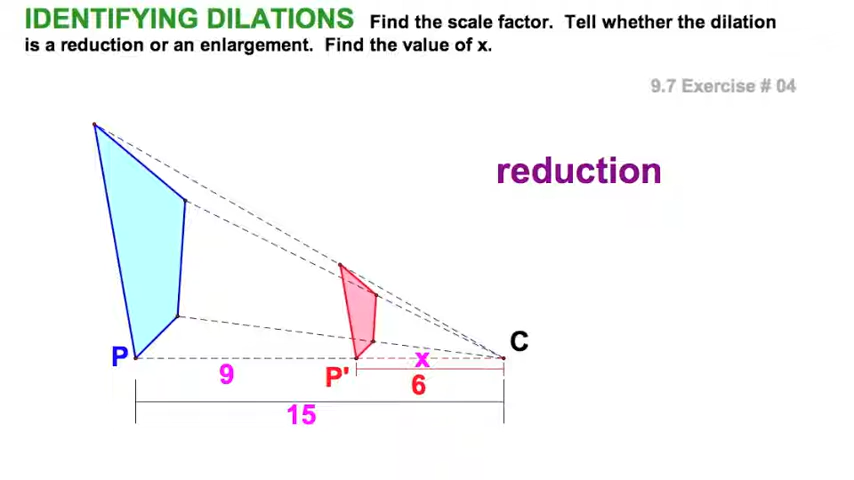 IDENTIFYING DILATIONS Find the scale factor. Tell whether the dilation
is a reduction or an enlargement. Find the value of x.
9.7 Exercise # 04
reduction
C
P
x
9
P'
6
15